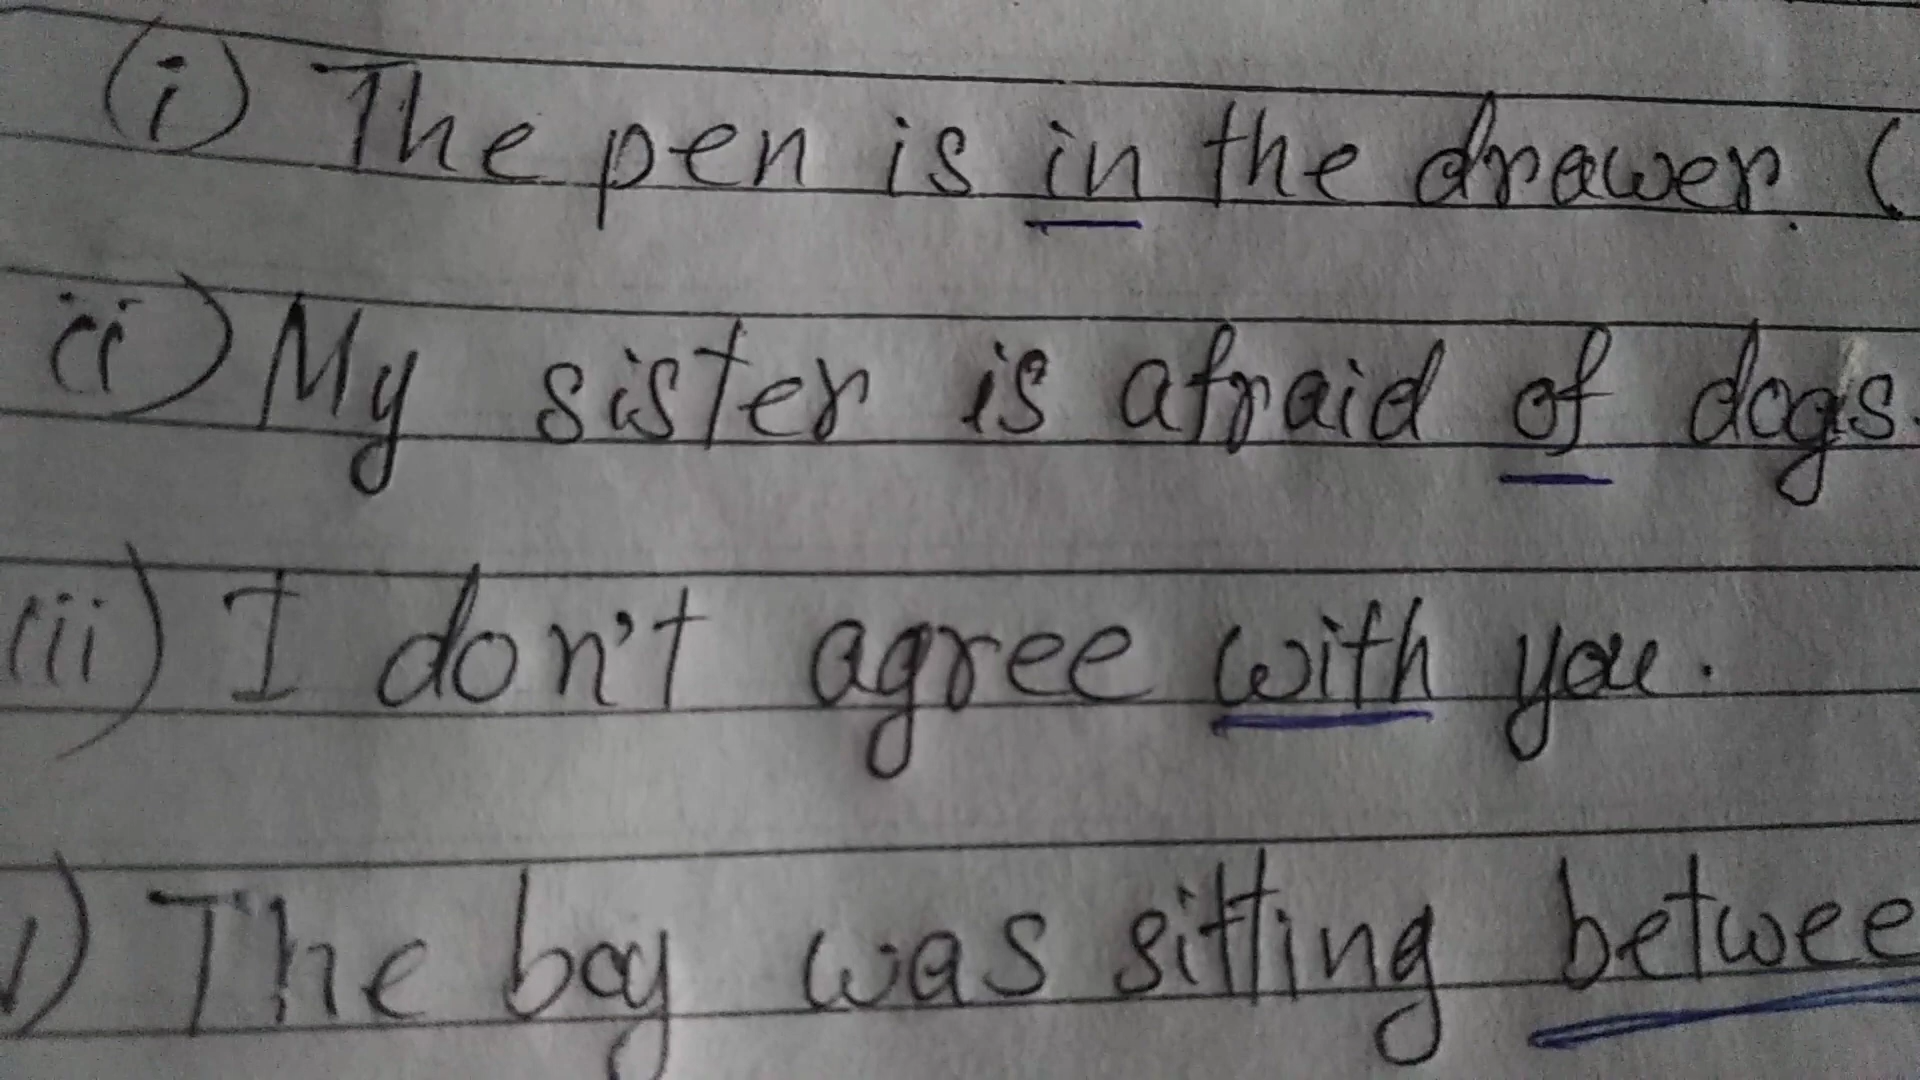 (i) The pen is in the drawer. (
ii) My sister is afraid of dogs.
(iii) I don't agree with you.
) The boy was sitting betwee